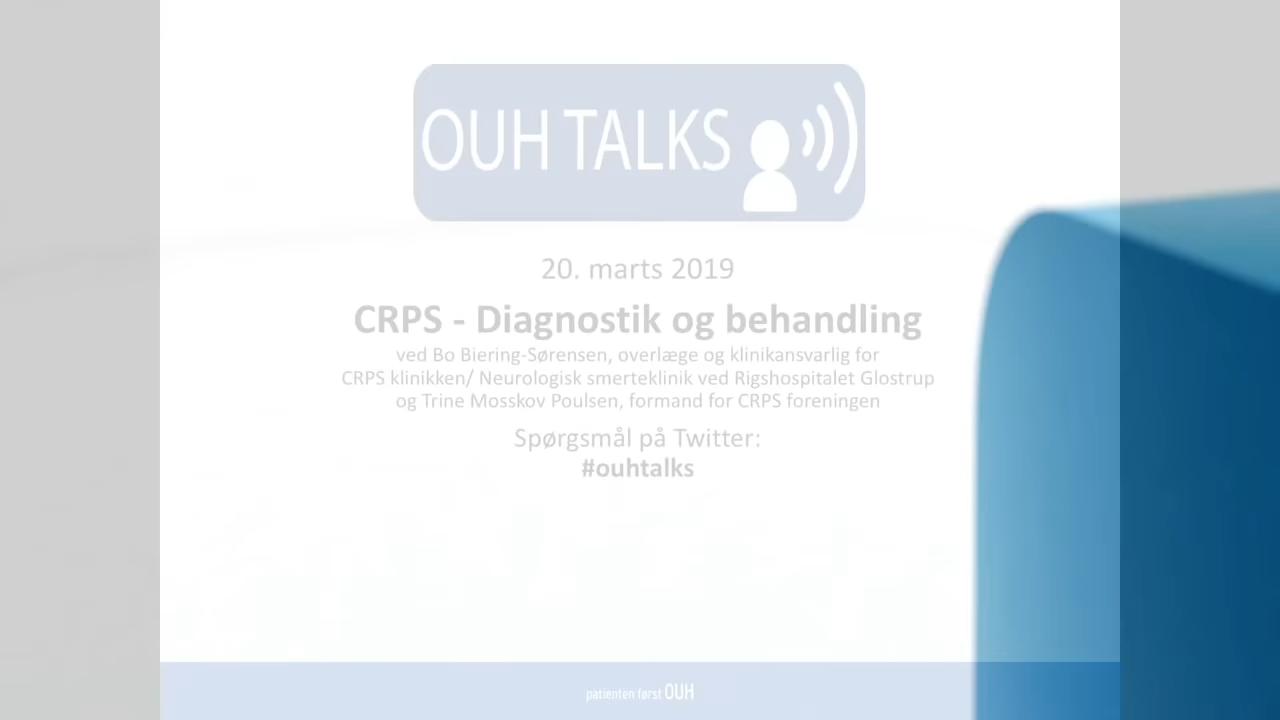 OUH TALKS
20. marts 2019
CRPS - Diagnostik og behandling
ved Bo Biering-Sørensen, overlæge og klinikansvarlig for
CRPS klinikken/ Neurologisk smerteklinik ved Rigshospitalet Glostrup
og Trine Mosskov Poulsen, formand for CRPS foreningen
Spørgsmål på Twitter:
#ouhtalks
patienten først OUH